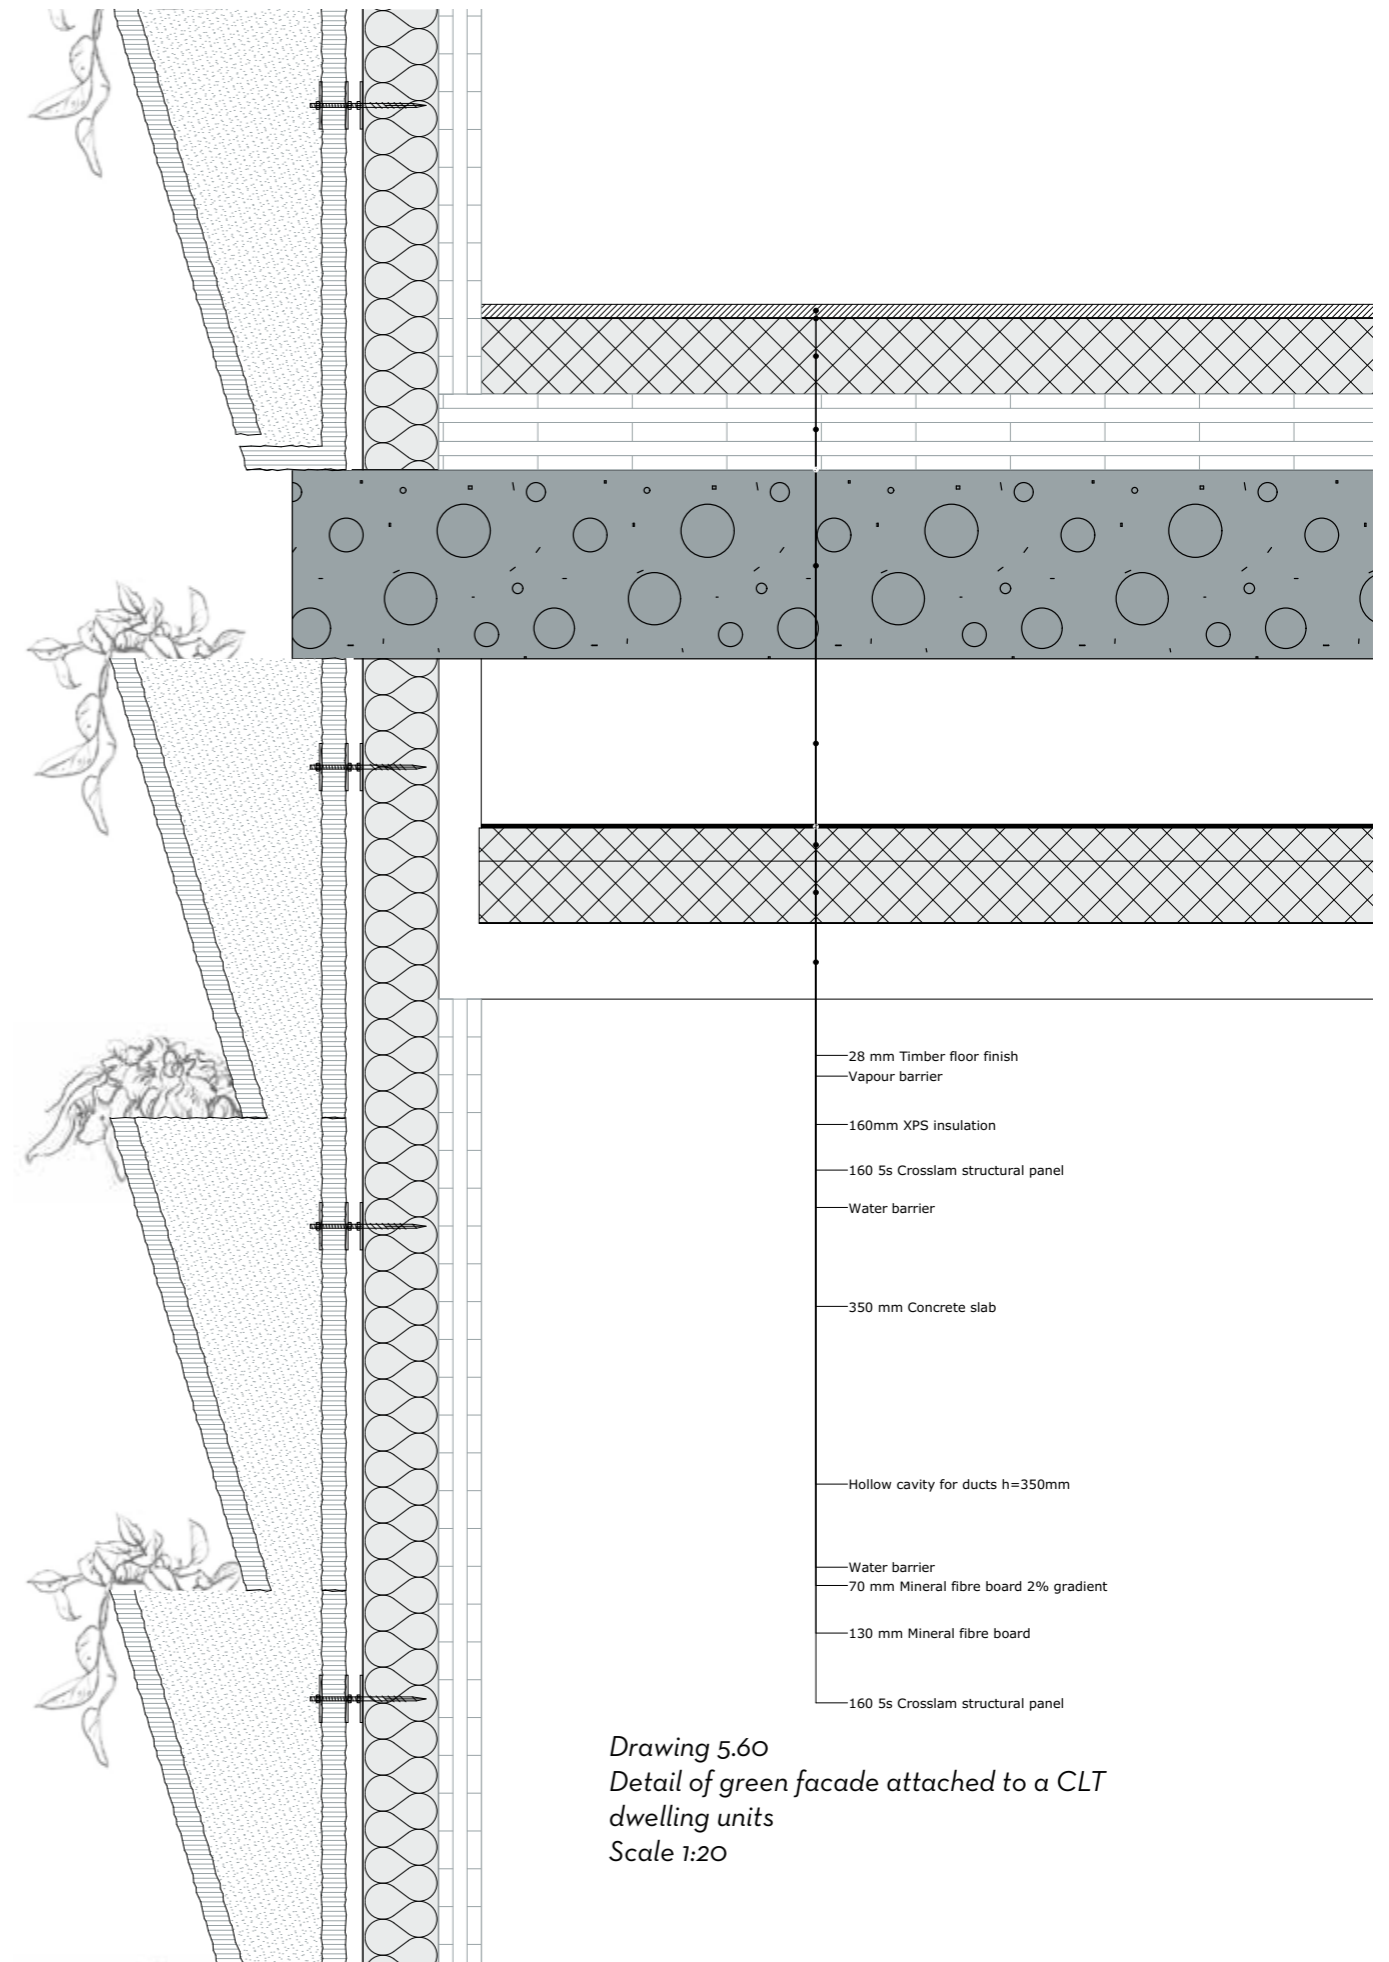 28 mm Timber floor finish
Vapour barrier
160mm XPS insulation
160 5s Crosslam structural panel
Water barrier
350 mm Concrete slab
Hollow cavity for ducts h=350mm
Water barrier
70 mm Mineral fibre board 2% gradient
130 mm Mineral fibre board
160 5s Crosslam structural panel
Drawing 5.60
Detail of green facade attached to a CLT
dwelling units
Scale 1:20